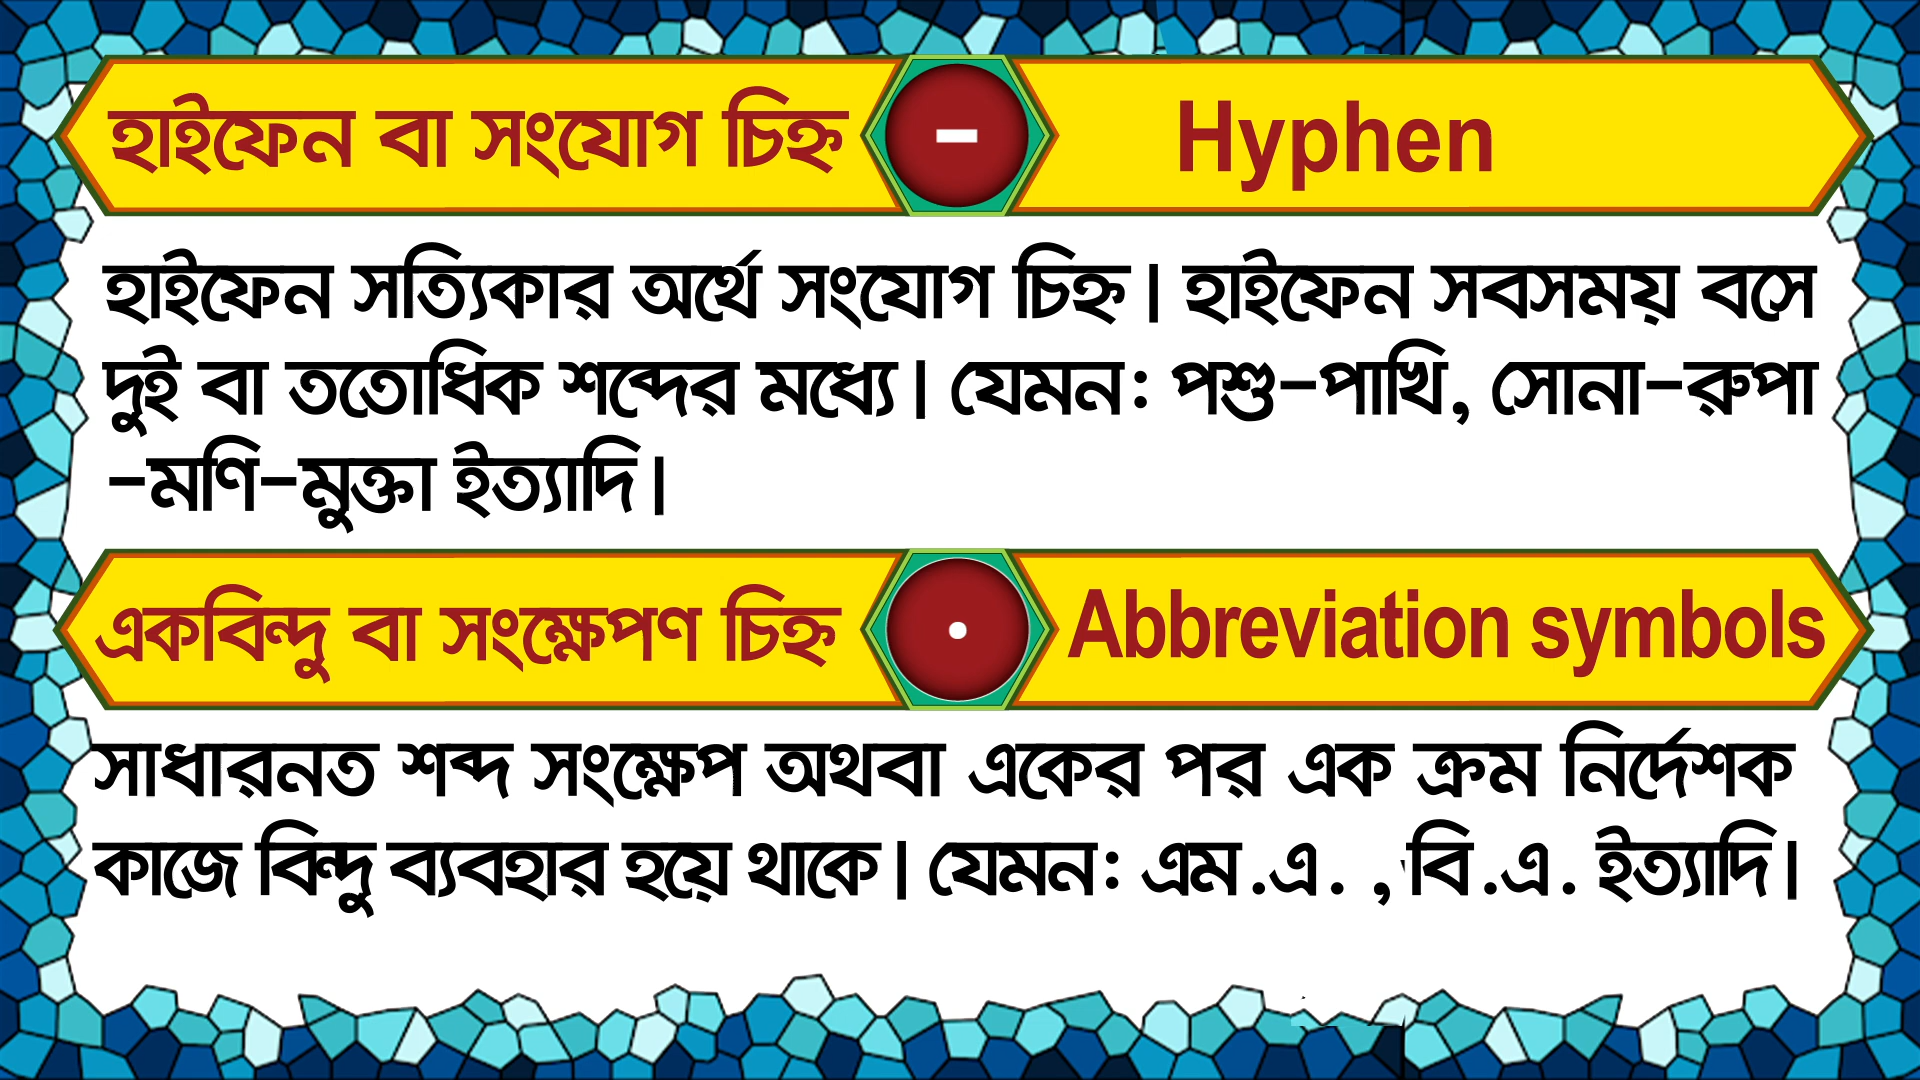 হাইফেন বা সংযোগ চিহ্ন - Hyphen
হাইফেন সত্যিকার অর্থে সংযোগ চিহ্ন। হাইফেন সবসময় বসে
দুই বা ততোধিক শব্দের মধ্যে। যেমন: পশু-পাখি, সোনা-রুপা
-মণি-মুক্তা ইত্যাদি।
একবিন্দু বা সংক্ষেপণ চিহ্ন . Abbreviation symbols
সাধারনত শব্দ সংক্ষেপ অথবা একের পর এক ক্রম নির্দেশক
কাজে বিন্দু ব্যবহার হয়ে থাকে। যেমন: এম.এ. ,বি.এ. ইত্যাদি।